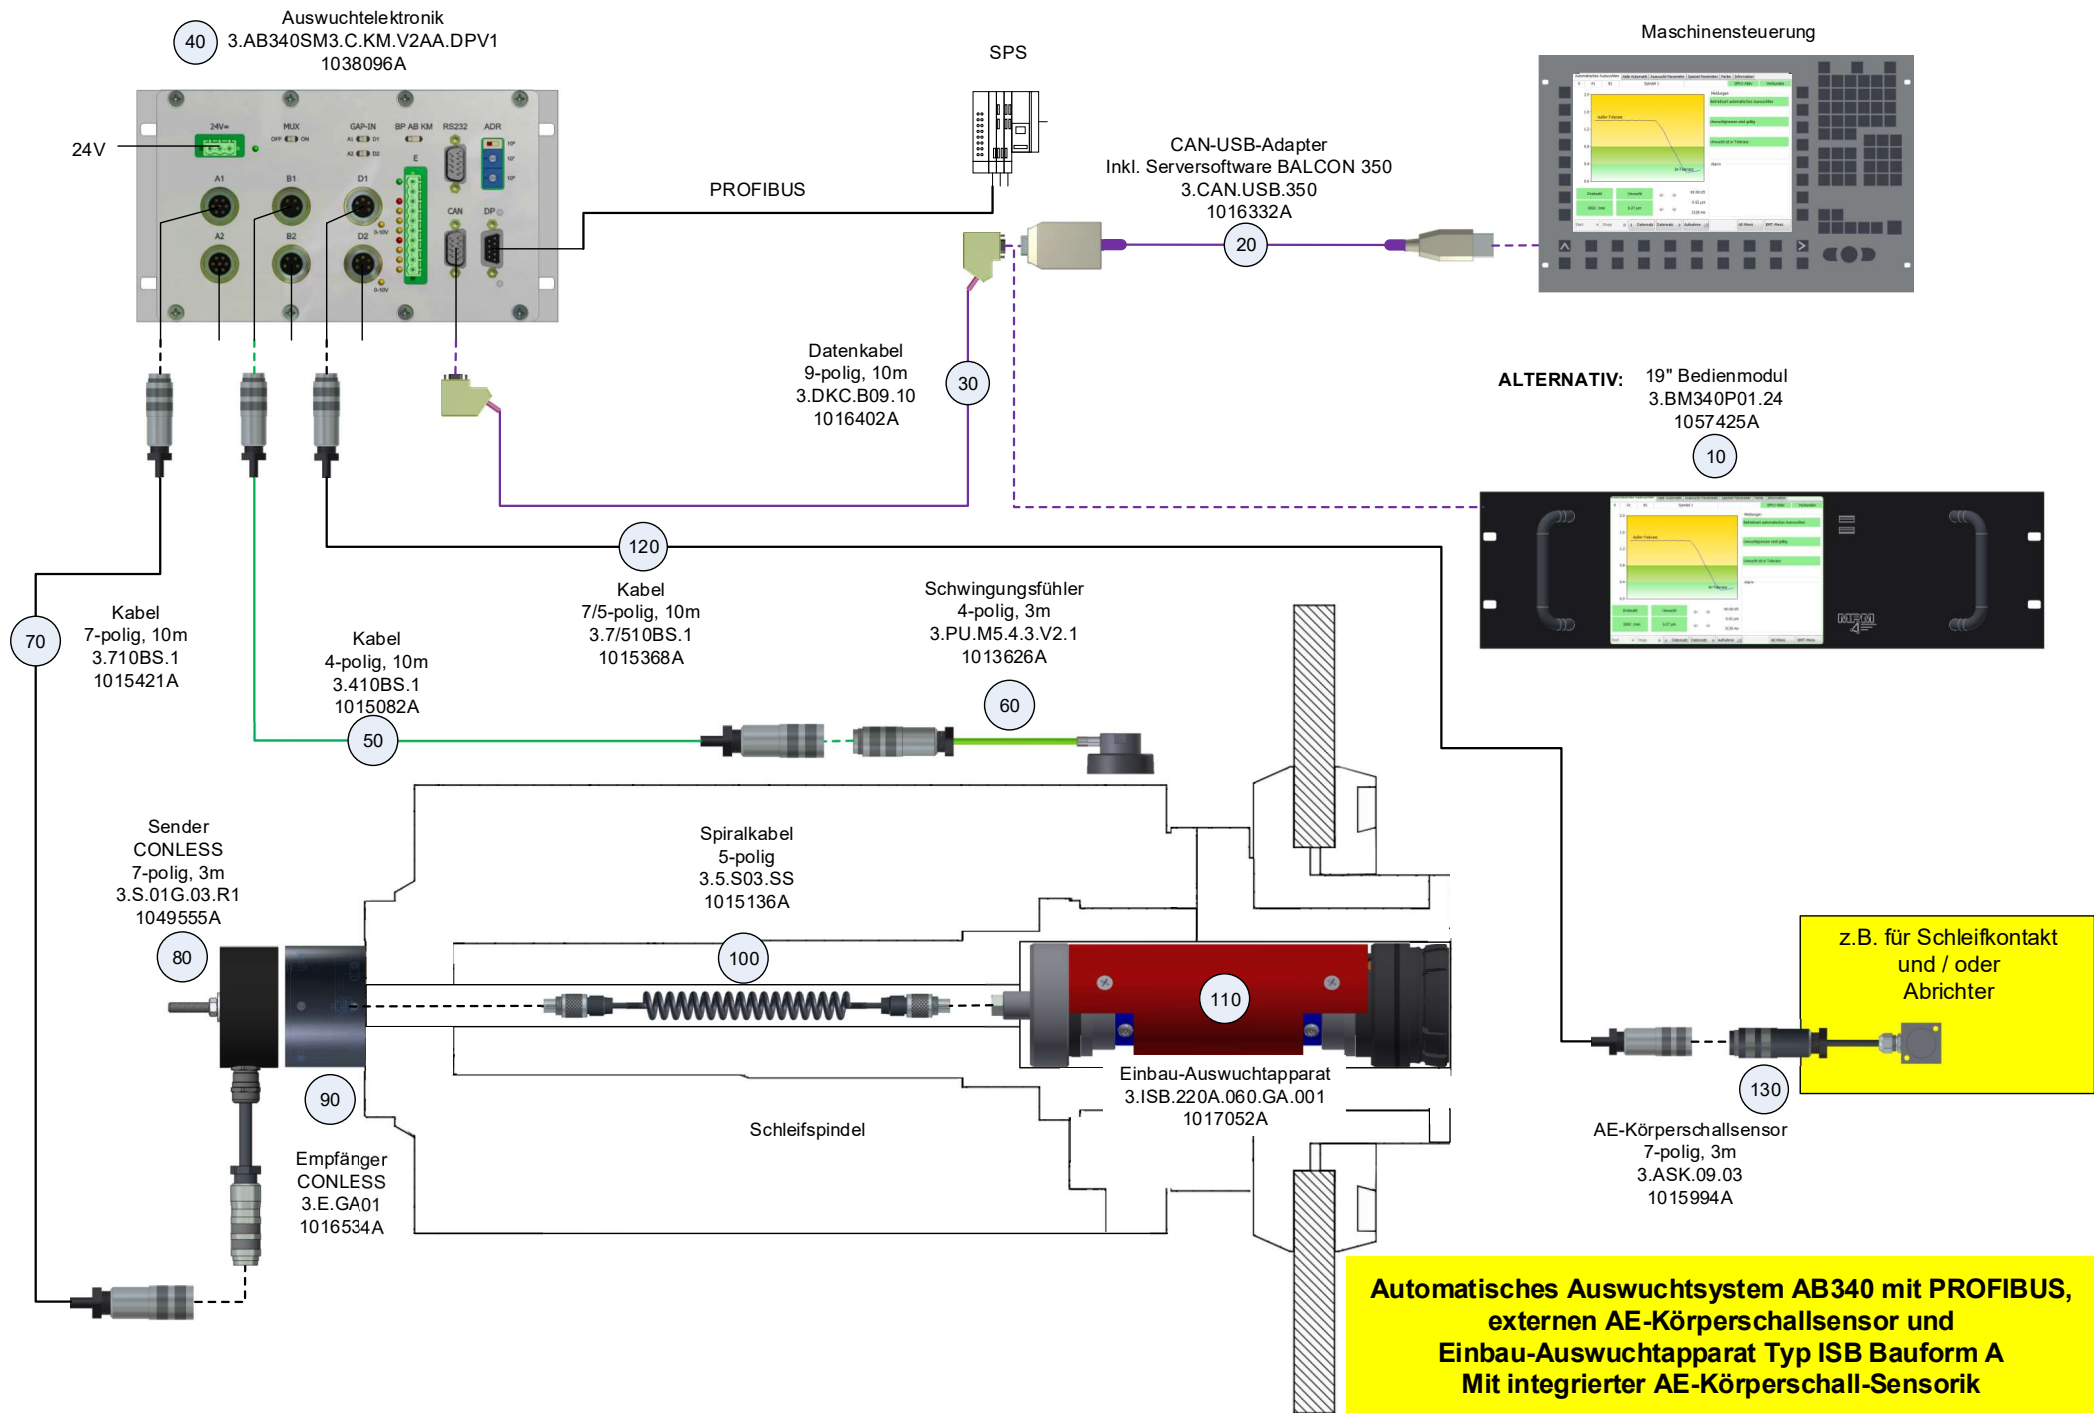 Auswuchtelektronik
3.AB340SM3.C.KM.V2AA.DPV1
1038096A
40
24V
24V=
MUX
OFF ON
GAP-IN
A1 D1
A2 D2
BP AB KM
RS232
ADR
E
A1
B1
D1
A2
B2
D2
0-10V
0-10V
CAN
DP
SPS
PROFIBUS
CAN-USB-Adapter
Inkl. Serversoftware BALCON 350
3.CAN.USB.350
1016332A
20
Maschinensteuerung
Datenkabel
9-polig, 10m
3.DKC.B09.10
1016402A
30
ALTERNATIV:
19" Bedienmodul
3.BM340P01.24
1057425A
10
120
Kabel
7/5-polig, 10m
3.7/510BS.1
1015368A
Kabel
7-polig, 10m
3.710BS.1
1015421A
70
Kabel
4-polig, 10m
3.410BS.1
1015082A
50
Schwingungsfühler
4-polig, 3m
3.PU.M5.4.3.V2.1
1013626A
60
Sender
CONLESS
7-polig, 3m
3.S.01G.03.R1
1049555A
80
Spiralkabel
5-polig
3.5.S03.SS
1015136A
100
110
Einbau-Auswuchtapparat
3.ISB.220A.060.GA.001
1017052A
90
Empfänger
CONLESS
3.E.GA01
1016534A
Schleifspindel
z.B. für Schleifkontakt
und / oder
Abrichter
130
AE-Körperschallsensor
7-polig, 3m
3.ASK.09.03
1015994A
Automatisches Auswuchtsystem AB340 mit PROFIBUS,
externen AE-Körperschallsensor und
Einbau-Auswuchtapparat Typ ISB Bauform A
Mit integrierter AE-Körperschall-Sensorik